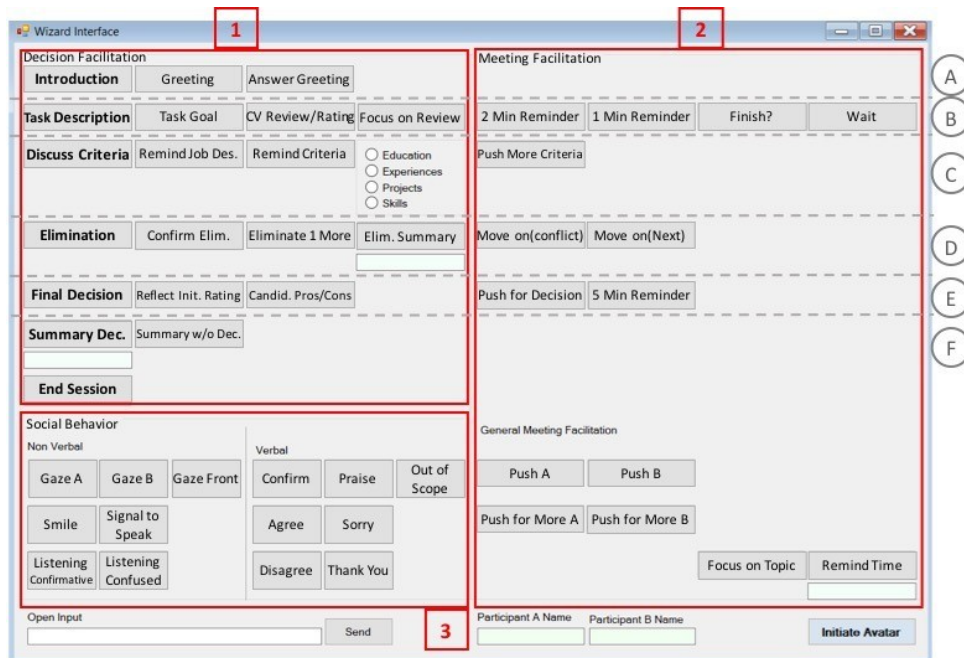 1
2
Wizard Interface
Decision Facilitation
Meeting Facilitation
Introduction Greeting Answer Greeting
A
Task Description Task Goal CV Review/Rating Focus on Review 2 Min Reminder 1 Min Reminder Finish? Wait
B
Discuss Criteria Remind Job Des. Remind Criteria
Education
Experiences
Projects
Skills
Push More Criteria
C
Elimination Confirm Elim. Eliminate 1 More Elim. Summary Move on(conflict) Move on(Next)
D
Final Decision Reflect Init. Rating Candid. Pros/Cons Push for Decision 5 Min Reminder
E
Summary Dec. Summary w/o Dec.
F
End Session
Social Behavior
Non Verbal
Gaze A Gaze B Gaze Front
Smile
Signal to
Speak
Listening
Confirmative
Listening
Confused
Verbal
Confirm Praise
Out of
Scope
Agree Sorry
Disagree Thank You
General Meeting Facilitation
Push A Push B
Push for More A Push for More B
Focus on Topic Remind Time
Open Input
Send
3
Participant A Name Participant B Name
Initiate Avatar